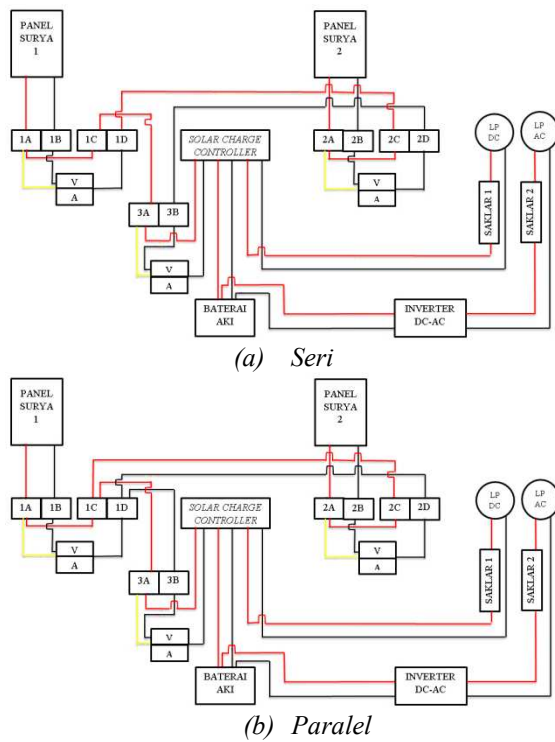 PANEL
SURYA
1
PANEL
SURYA
2
LP
DC
LP
AC
1A 1B 1C 1D
SOLAR CHARGE
CONTROLLER
2A 2B 2C 2D
V
A
V
A
3A 3B
SAKLAR 1
SAKLAR 2
V
A
BATERAI
AKI
INVERTER
DC-AC
(a) Seri
PANEL
SURYA
1
PANEL
SURYA
2
LP
DC
LP
AC
1A 1B 1C 1D
SOLAR CHARGE
CONTROLLER
2A 2B 2C 2D
V
A
V
A
3A 3B
SAKLAR 1
SAKLAR 2
V
A
BATERAI
AKI
INVERTER
DC-AC
(b) Paralel